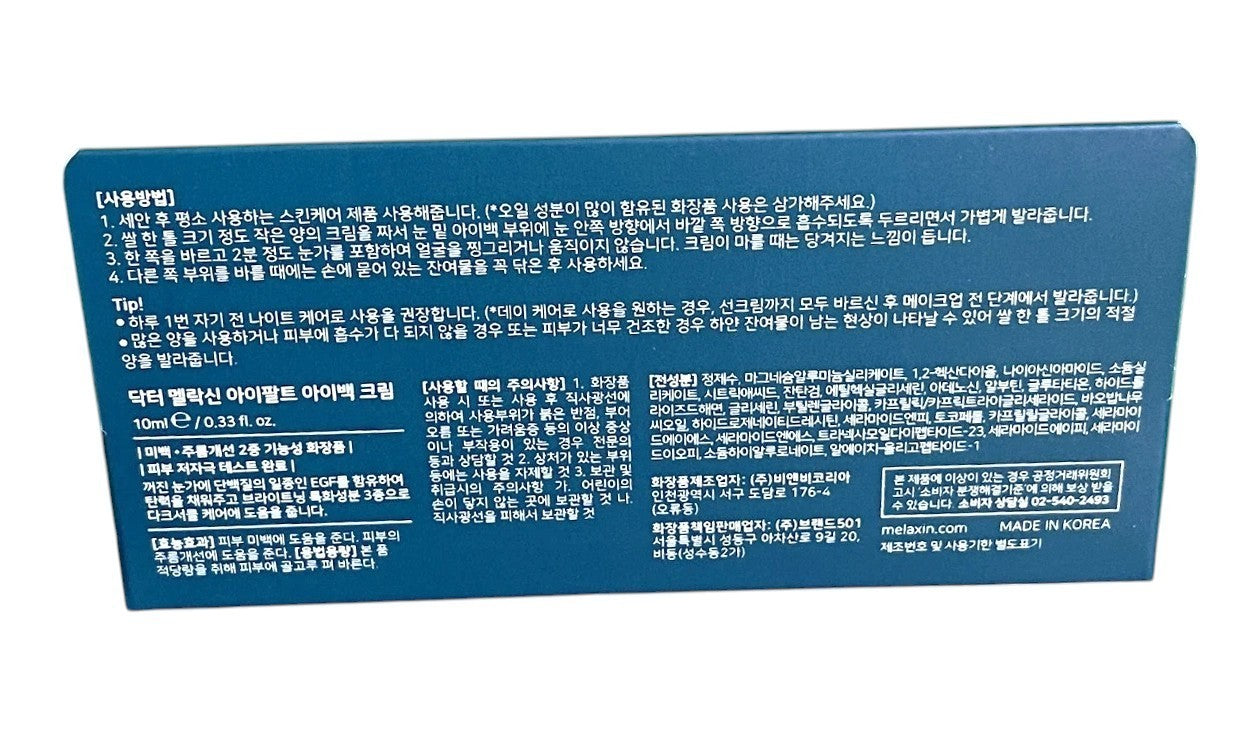 [사용방법]
1. 세안 후 평소 사용하는 스킨케어 제품 사용해줍니다. (*오일 성분이 많이 함유된 화장품 사용은 삼가해주세요.)
2. 쌀 한 톨 크기 정도 작은 양의 크림을 짜서 눈 밑 아이백 부위에 눈 안쪽 방향에서 바깥 쪽 방향으로 흡수되도록 두르리면서 가볍게 발라줍니다.
3. 한 쪽을 바르고 2분 정도 눈가를 포함하여 얼굴을 찡그리거나 움직이지 않습니다. 크림이 마를 때는 당겨지는 느낌이 듭니다.
4. 다른 쪽 부위를 바를 때에는 손에 묻어 있는 잔여물을 꼭 닦은 후 사용하세요.
Tip!
● 하루 1번 자기 전 나이트 케어로 사용을 권장합니다. (*데이 케어로 사용을 원하는 경우, 선크림까지 모두 바르신 후 메이크업 전 단계에서 발라줍니다.)
● 많은 양을 사용하거나 피부에 흡수가 다 되지 않을 경우 또는 피부가 너무 건조한 경우 하얀 잔여물이 남는 현상이 나타날 수 있어 쌀 한 톨 크기의 적절
양을 발라줍니다.
닥터 멜락신 아이팔트 아이백 크림
10ml ℮ / 0.33 fl. oz.
| 미백・주름개선 2중 기능성 화장품 |
| 피부 저자극 테스트 완료 |
꺼진 눈가에 단백질의 일종인 EGF를 함유하여
탄력을 채워주고 브라이트닝 특화성분 3종으로
다크서클 케어에 도움을 줍니다.
[효능효과] 피부 미백에 도움을 준다. 피부의
주름개선에 도움을 준다. [용법용량] 본 품
적당량을 취해 피부에 골고루 펴 바른다.
[사용할 때의 주의사항] 1. 화장품
사용 시 또는 사용 후 직사광선에
의하여 사용부위가 붉은 반점, 부어
오름 또는 가려움증 등의 이상 증상
이나 부작용이 있는 경우 전문의
등과 상담할 것 2. 상처가 있는 부위
등에는 사용을 자제할 것 3. 보관 및
취급시의 주의사항 가. 어린이의
손이 닿지 않는 곳에 보관할 것 나.
직사광선을 피해서 보관할 것
[전성분] 정제수, 마그네슘알루미늄실리케이트, 1,2-헥산다이올, 나이아신아마이드, 소듐실
리케이트, 시트릭애씨드, 잔탄검, 에틸헥실글리세린, 아데노신, 알부틴, 글루타티온, 하이드롤
라이즈드해면, 글리세린, 부틸렌글라이콜, 카프릴릭/카프릭트라이글리세라이드, 바오밥나무
씨오일, 하이드로제네이티드레시틴, 세라마이드엔피, 토코페롤, 카프릴릴글라이콜, 세라마이
드에이에스, 세라마이드엔에스, 트라넥사모일다이펩타이드-23, 세라마이드에이피, 세라마이
드이오피, 소듐하이알루로네이트, 알에이치-올리고펩타이드-1
화장품제조업자: (주)비앤비코리아
인천광역시 서구 도담로 176-4
(오류동)
화장품책임판매업자: (주)브랜드501
서울특별시 성동구 아차산로 9길 20,
비동(성수동2가)
본 제품에 이상이 있는 경우 공정거래위원회
고시 '소비자 분쟁해결기준'에 의해 보상 받을
수 있습니다. 소비자 상담실 02-540-2493
melaxin.com MADE IN KOREA
제조번호 및 사용기한 별도표기